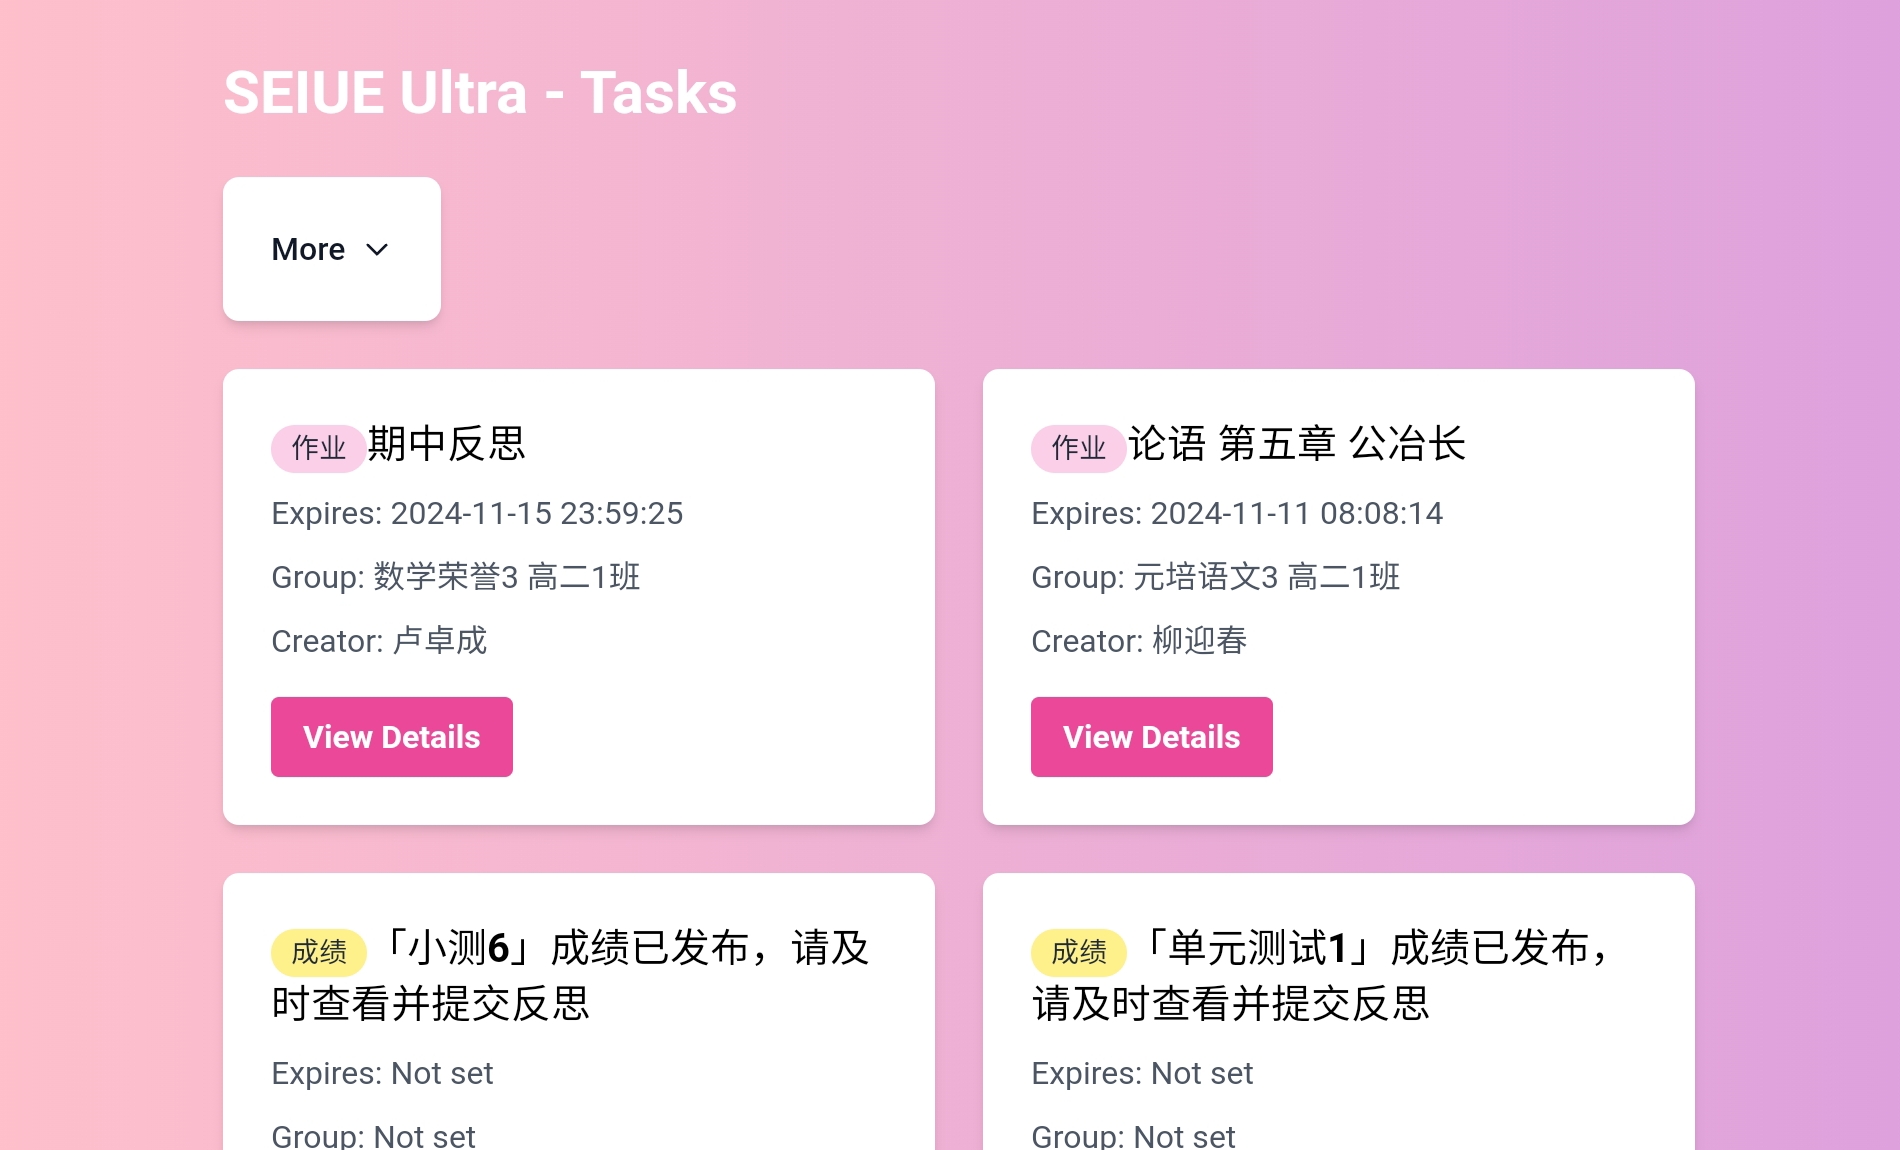 SEIUE Ultra - Tasks
More
作业 期中反思
Expires: 2024-11-15 23:59:25
Group: 数学荣誉3 高二1班
Creator: 卢卓成
View Details
作业 论语 第五章 公冶长
Expires: 2024-11-11 08:08:14
Group: 元培语文3 高二1班
Creator: 柳迎春
View Details
成绩 「小测6」成绩已发布，请及
时查看并提交反思
Expires: Not set
Group: Not set
成绩 「单元测试1」成绩已发布，
请及时查看并提交反思
Expires: Not set
Group: Not set